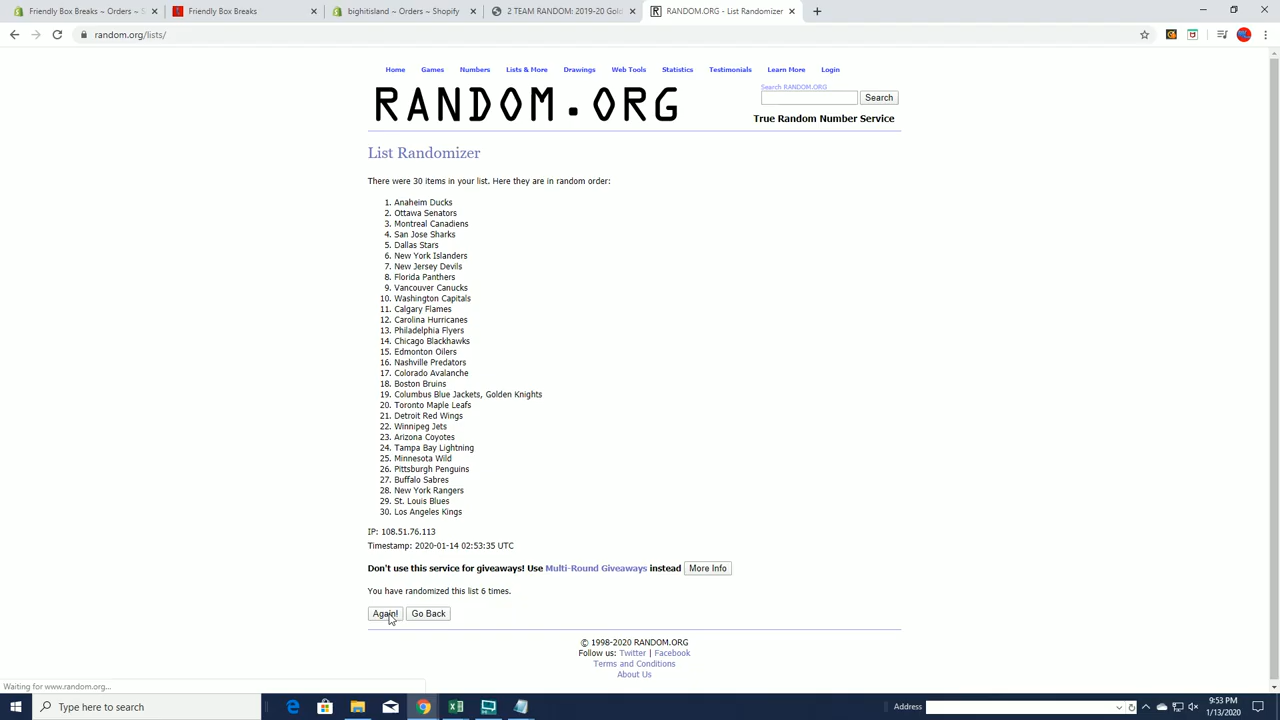 Friendly Box Breaks ~ Orders ~ S
Friendly Box Breaks
bightisland ~ Orders ~ Shopify
2 TEAM RANDOM - 2019-20 Gold
RANDOM.ORG - List Randomizer
random.org/lists/
Home Games Numbers Lists & More Drawings Web Tools Statistics Testimonials Learn More Login
RANDOM.ORG
Search RANDOM.ORG
Search
True Random Number Service
List Randomizer
There were 30 items in your list. Here they are in random order:
1. Anaheim Ducks
2. Ottawa Senators
3. Montreal Canadiens
4. San Jose Sharks
5. Dallas Stars
6. New York Islanders
7. New Jersey Devils
8. Florida Panthers
9. Vancouver Canucks
10. Washington Capitals
11. Calgary Flames
12. Carolina Hurricanes
13. Philadelphia Flyers
14. Chicago Blackhawks
15. Edmonton Oilers
16. Nashville Predators
17. Colorado Avalanche
18. Boston Bruins
19. Columbus Blue Jackets, Golden Knights
20. Toronto Maple Leafs
21. Detroit Red Wings
22. Winnipeg Jets
23. Arizona Coyotes
24. Tampa Bay Lightning
25. Minnesota Wild
26. Pittsburgh Penguins
27. Buffalo Sabres
28. New York Rangers
29. St. Louis Blues
30. Los Angeles Kings
IP: 108.51.76.113
Timestamp: 2020-01-14 02:53:35 UTC
Don't use this service for giveaways! Use Multi-Round Giveaways instead More Info
You have randomized this list 6 times.
Again! Go Back
© 1998-2020 RANDOM.ORG
Follow us: Twitter | Facebook
Terms and Conditions
About Us
Waiting for www.random.org...
Type here to search
Address
9:53 PM
1/13/2020